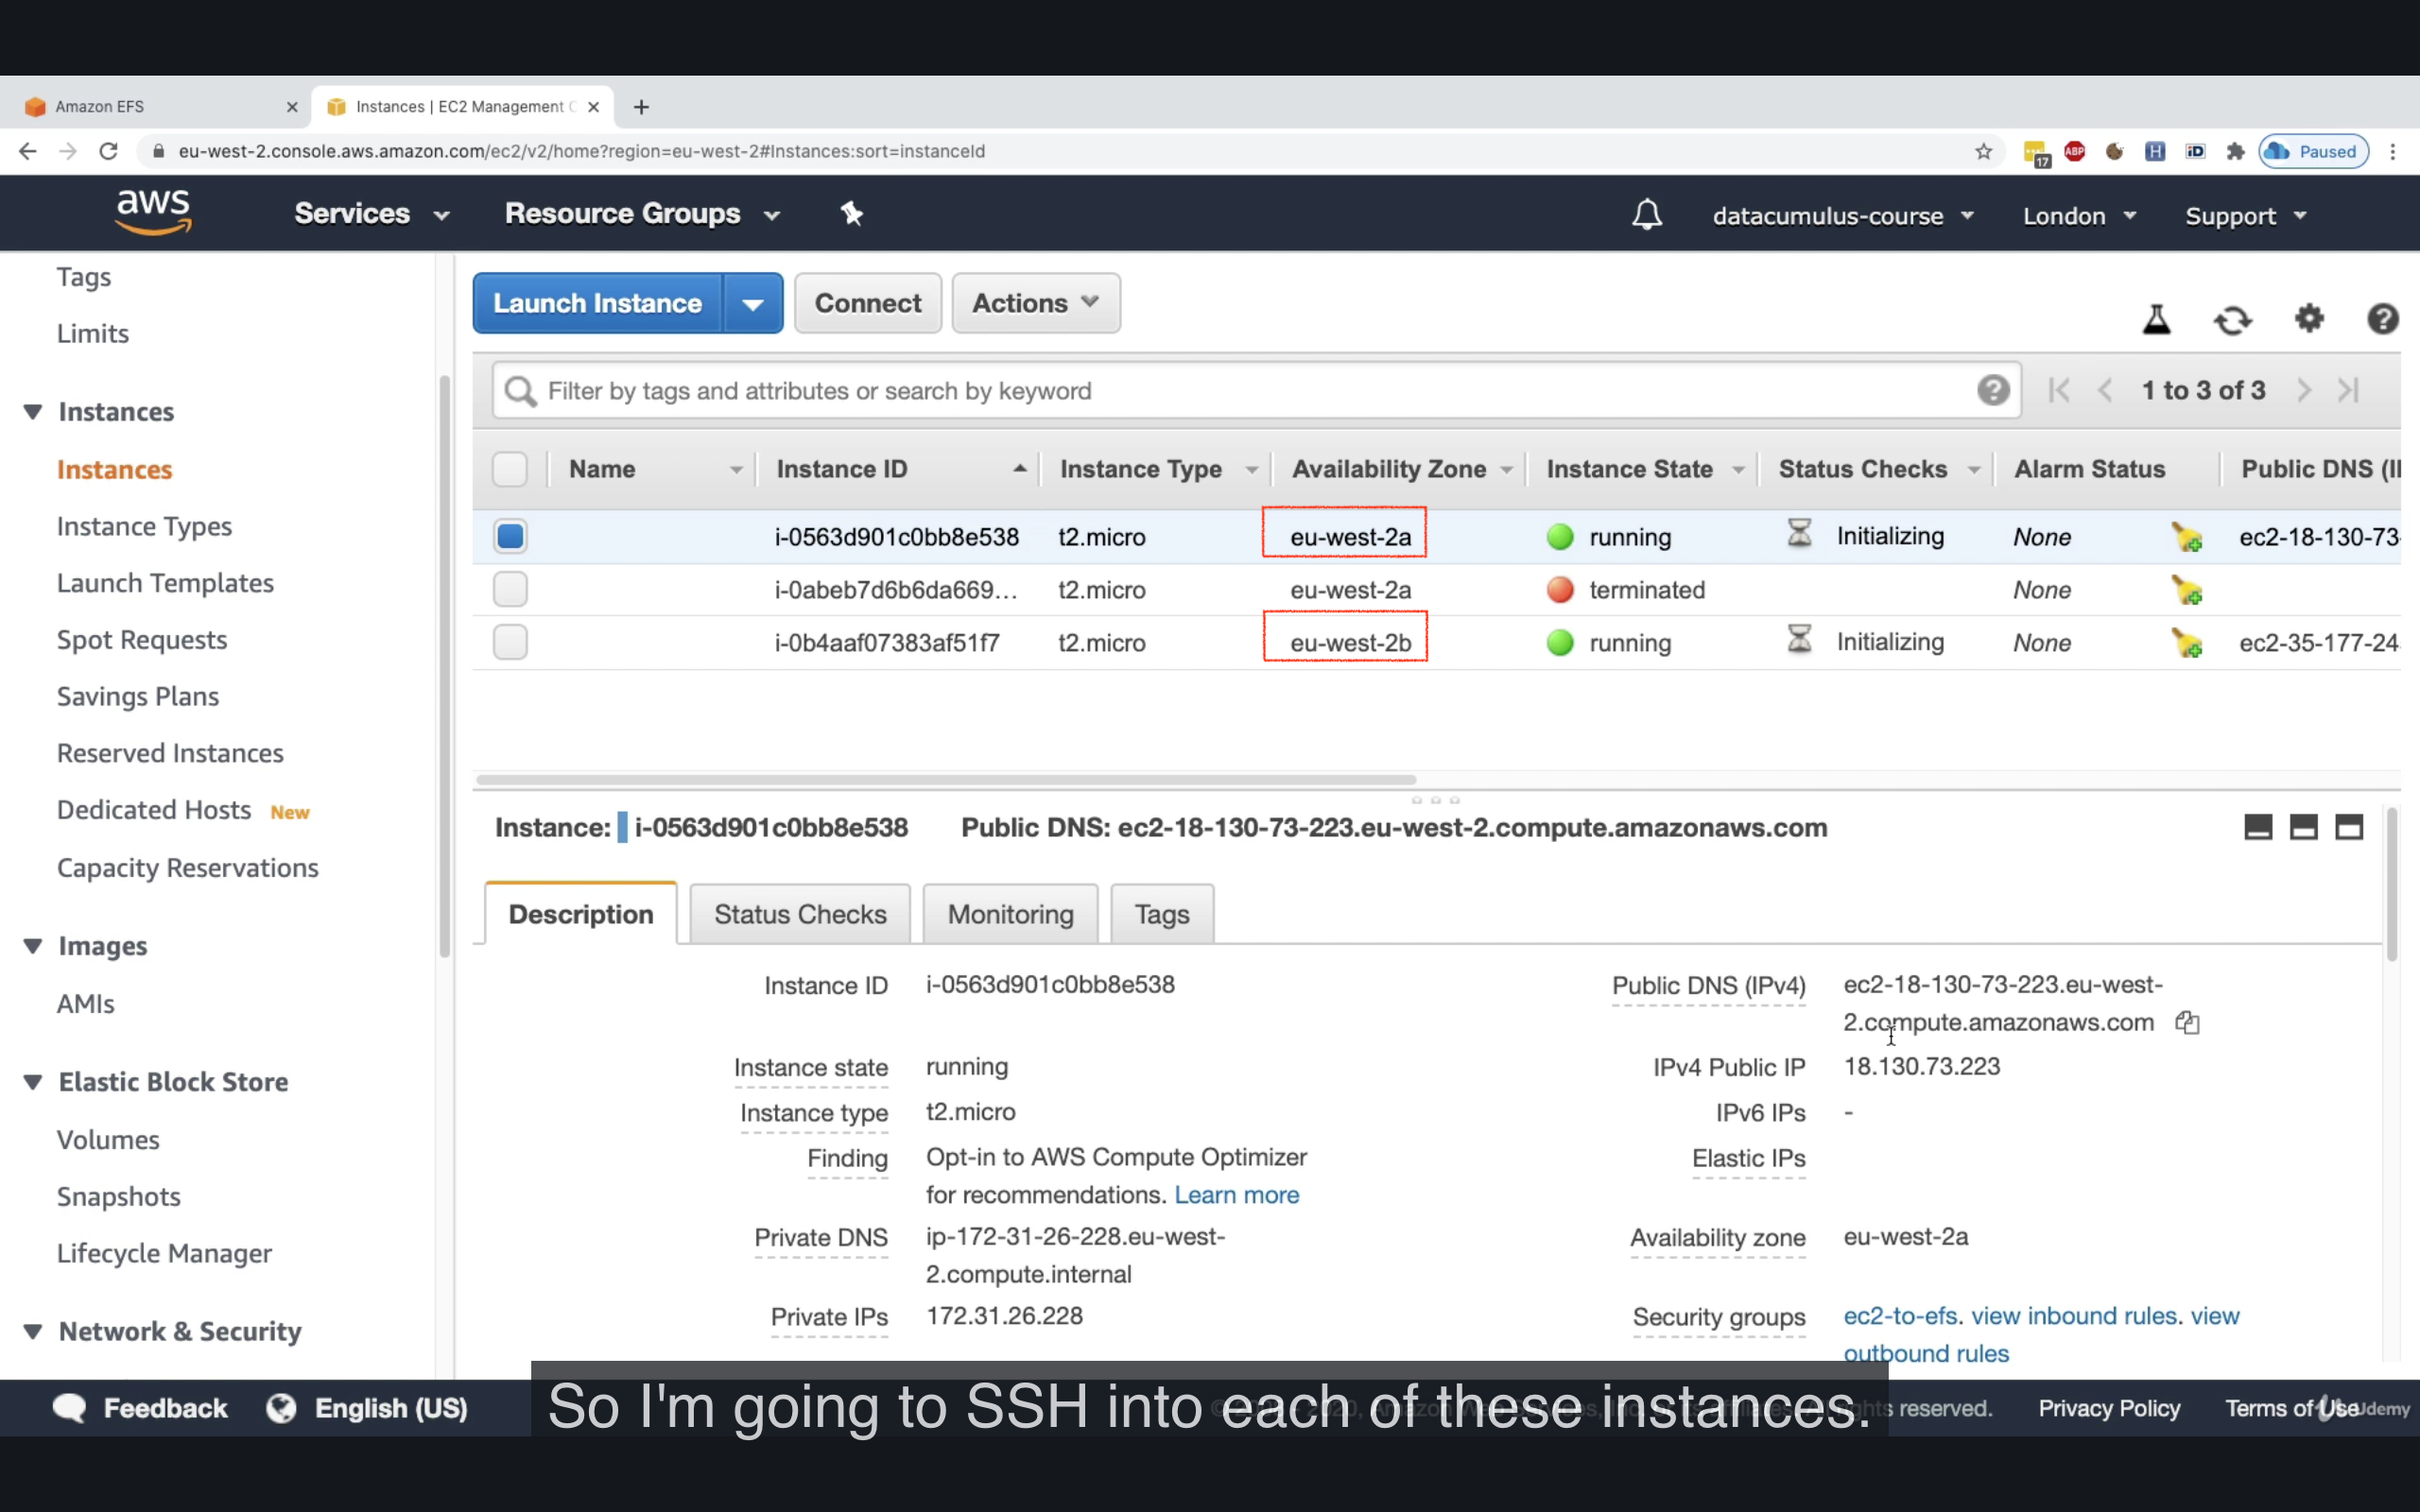 Amazon EFS
Instances | EC2 Management C
eu-west-2.console.aws.amazon.com/ec2/v2/home?region=eu-west-2#Instances:sort=instanceId
17
ABP
H
iD
Paused
aws
Services
Resource Groups
datacumulus-course
London
Support
Tags
Limits
Instances
Instances
Instance Types
Launch Templates
Spot Requests
Savings Plans
Reserved Instances
Dedicated Hosts New
Capacity Reservations
Images
AMIs
Elastic Block Store
Volumes
Snapshots
Lifecycle Manager
Network & Security
Launch Instance
Connect
Actions
Filter by tags and attributes or search by keyword
1 to 3 of 3
Name Instance ID Instance Type Availability Zone Instance State Status Checks Alarm Status Public DNS (I
i-0563d901c0bb8e538 t2.micro eu-west-2a running Initializing None ec2-18-130-73-
i-0abeb7d6b6da669... t2.micro eu-west-2a terminated None
i-0b4aaf07383af51f7 t2.micro eu-west-2b running Initializing None ec2-35-177-24
Instance: i-0563d901c0bb8e538 Public DNS: ec2-18-130-73-223.eu-west-2.compute.amazonaws.com
Description Status Checks Monitoring Tags
Instance ID i-0563d901c0bb8e538
Instance state running
Instance type t2.micro
Finding Opt-in to AWS Compute Optimizer
for recommendations. Learn more
Private DNS ip-172-31-26-228.eu-west-
2.compute.internal
Private IPs 172.31.26.228
Public DNS (IPv4) ec2-18-130-73-223.eu-west-
2.compute.amazonaws.com
IPv4 Public IP 18.130.73.223
IPv6 IPs -
Elastic IPs
Availability zone eu-west-2a
Security groups ec2-to-efs. view inbound rules. view
outbound rules
So I'm going to SSH into each of these instances.
Feedback English (US) reserved. Privacy Policy Terms of Use
Udemy